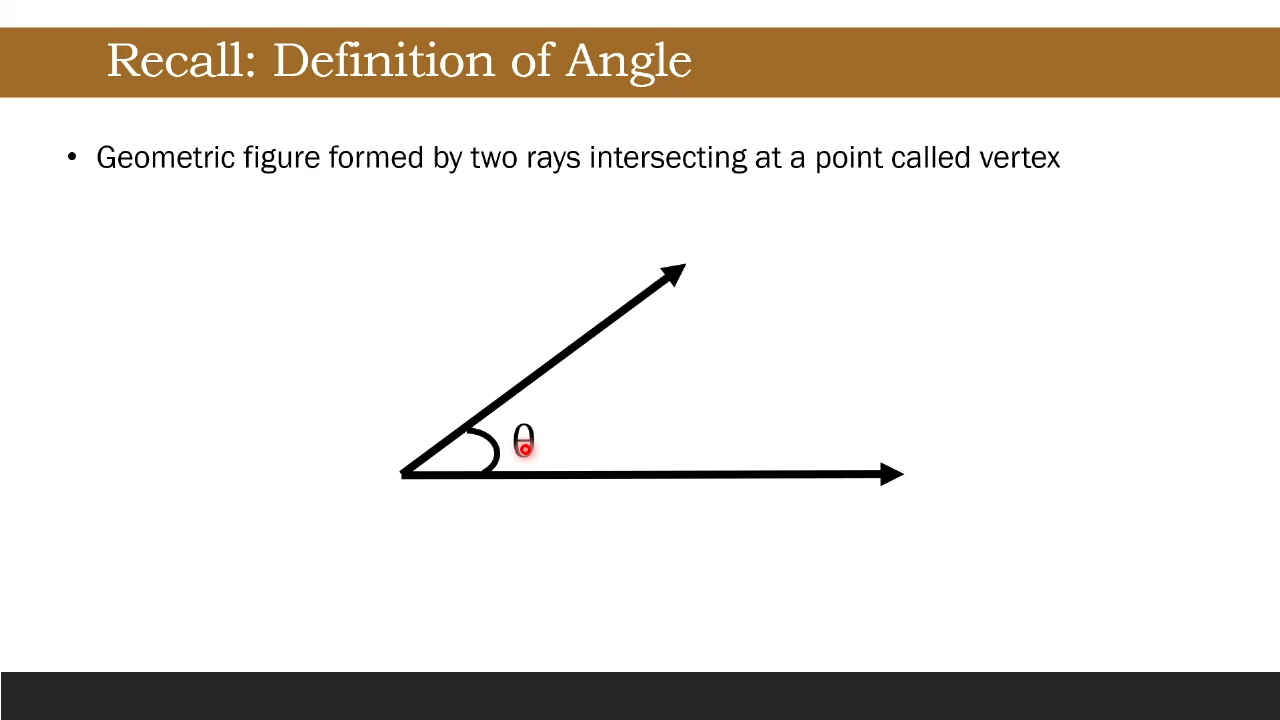 Recall: Definition of Angle
• Geometric figure formed by two rays intersecting at a point called vertex
θ